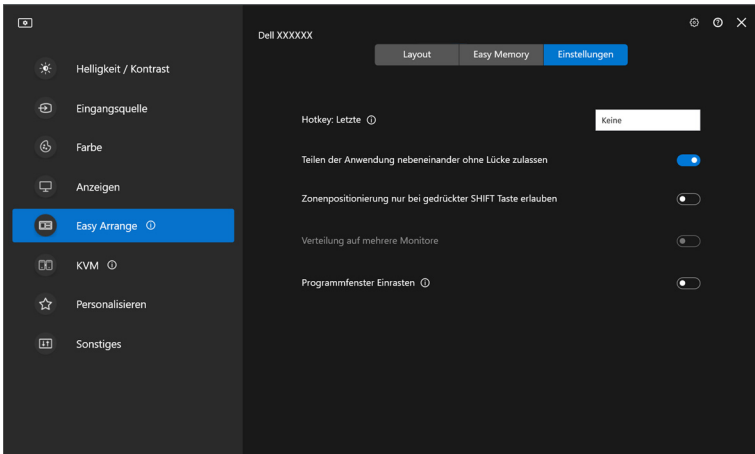 Dell XXXXXX
Layout
Easy Memory
Einstellungen
Helligkeit / Kontrast
Eingangsquelle
Farbe
Anzeigen
Easy Arrange
KVM
Personalisieren
Sonstiges
Hotkey: Letzte
Keine
Teilen der Anwendung nebeneinander ohne Lücke zulassen
Zonenpositionierung nur bei gedrückter SHIFT Taste erlauben
Verteilung auf mehrere Monitore
Programmfenster Einrasten